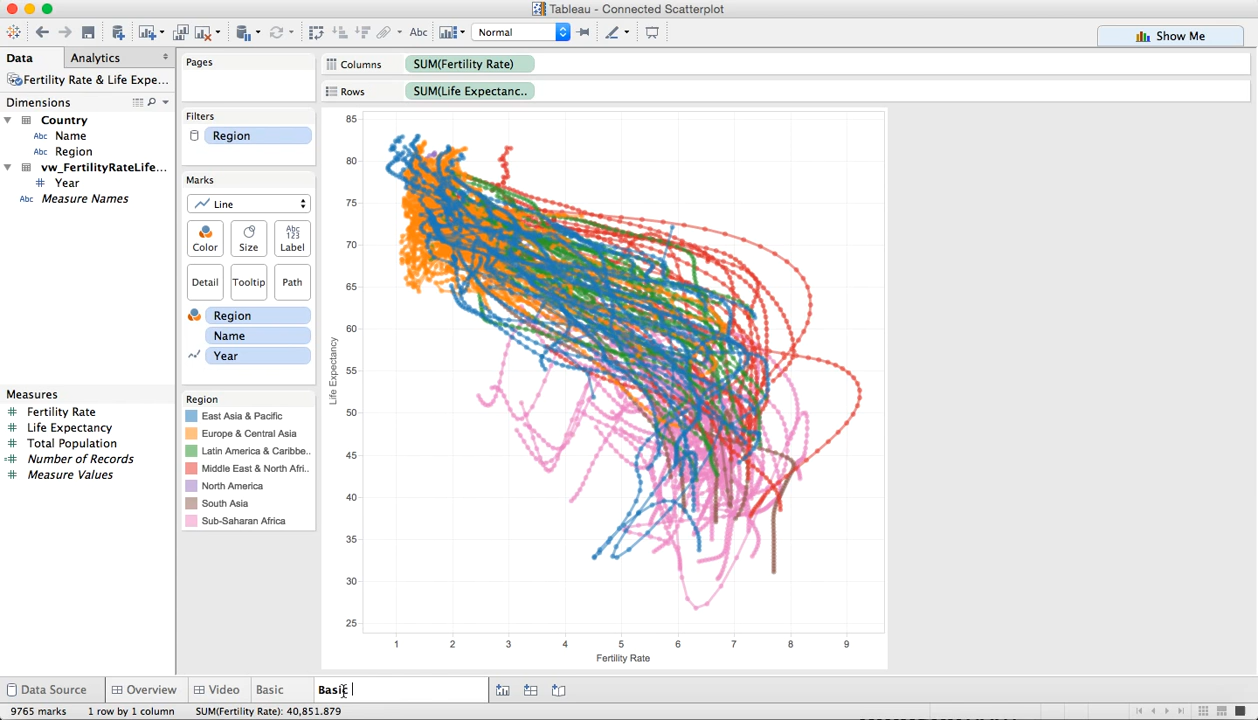 Tableau - Connected Scatterplot
Abc
Normal
Show Me
Data
Analytics
Fertility Rate & Life Expe...
Dimensions
Country
Abc Name
Abc Region
vw_FertilityRateLife...
# Year
Abc Measure Names
Measures
# Fertility Rate
# Life Expectancy
# Total Population
# Number of Records
# Measure Values
Pages
Filters
Region
Marks
Line
Color
Size
Abc
123
Label
Detail
Tooltip
Path
Region
Name
Year
Region
East Asia & Pacific
Europe & Central Asia
Latin America & Caribbe..
Middle East & North Afri..
North America
South Asia
Sub-Saharan Africa
Columns
SUM(Fertility Rate)
Rows
SUM(Life Expectanc..
85
80
75
70
65
60
55
50
45
40
35
30
25
Life Expectancy
1 2 3 4 5 6 7 8 9
Fertility Rate
Data Source
Overview
Video
Basic
Basic
9765 marks
1 row by 1 column
SUM(Fertility Rate): 40,851.879